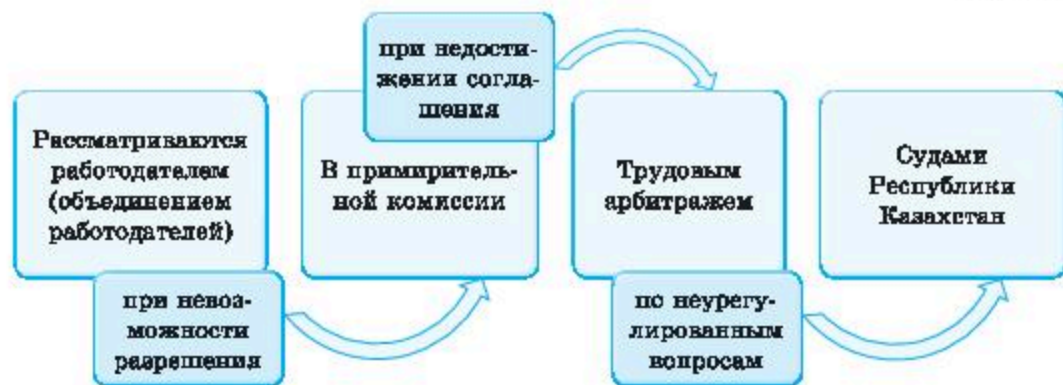 Рассматриваются
работодателем
(объединением
работодателей)
при невоз-
можности
разрешения
В примиритель-
ной комиссии
при недости-
жении согла-
шения
Трудовым
арбитражем
по неурегу-
лированным
вопросам
Судами
Республики
Казахстан